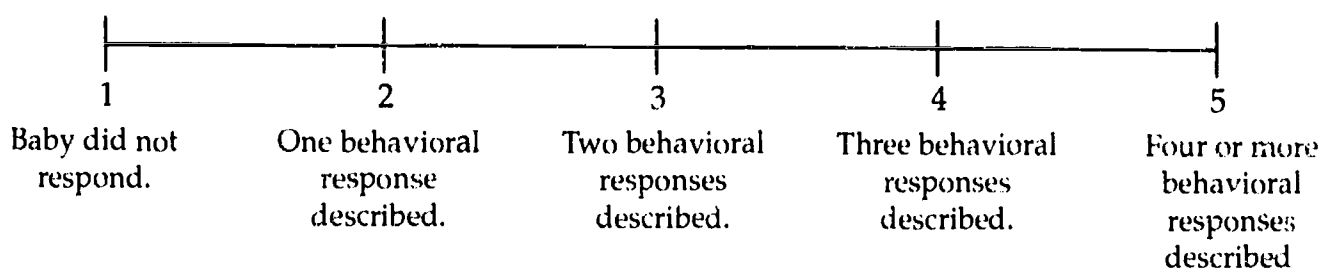 1 2 3 4 5
Baby did not One behavioral Two behavioral Three behavioral Four or more
respond. response responses responses behavioral
described. described. described. responses
described